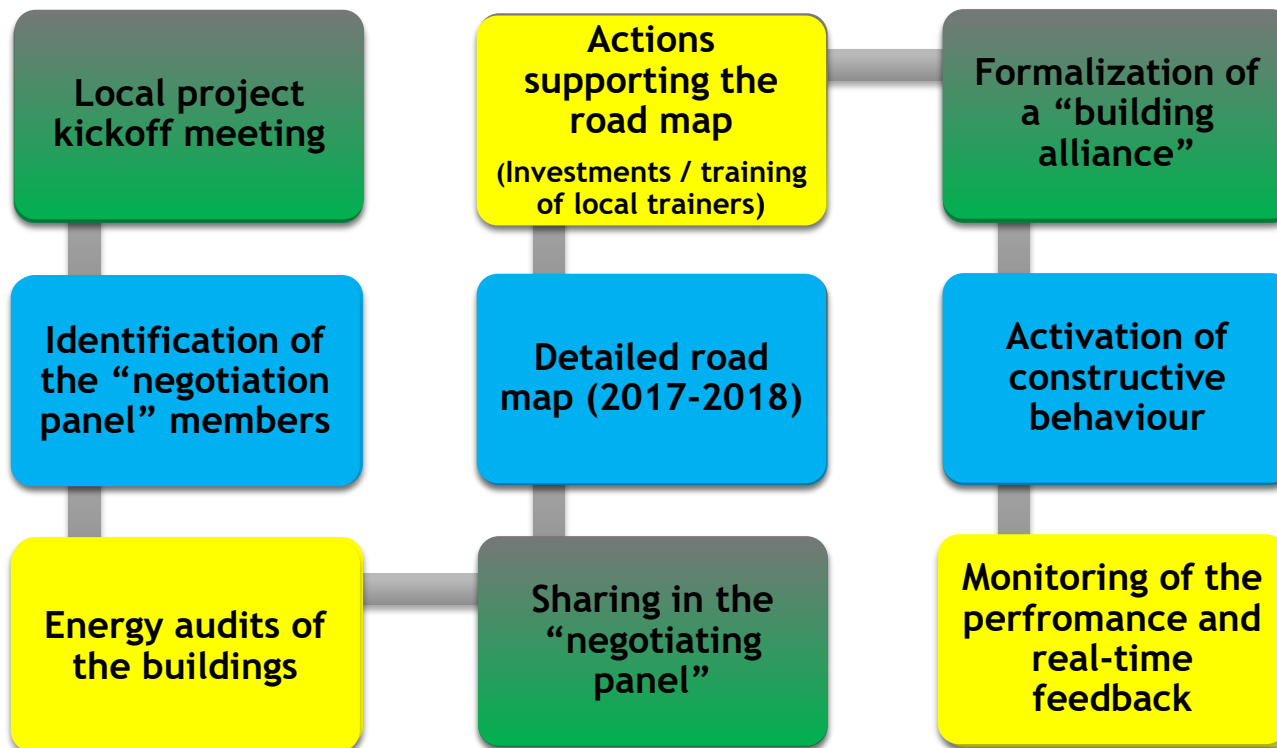 Local project
kickoff meeting
Identification of
the “negotiation
panel” members
Energy audits of
the buildings
Sharing in the
“negotiating
panel”
Detailed road
map (2017-2018)
Actions
supporting the
road map
(Investments / training
of local trainers)
Formalization of
a “building
alliance”
Activation of
constructive
behaviour
Monitoring of the
perfromance and
real-time
feedback